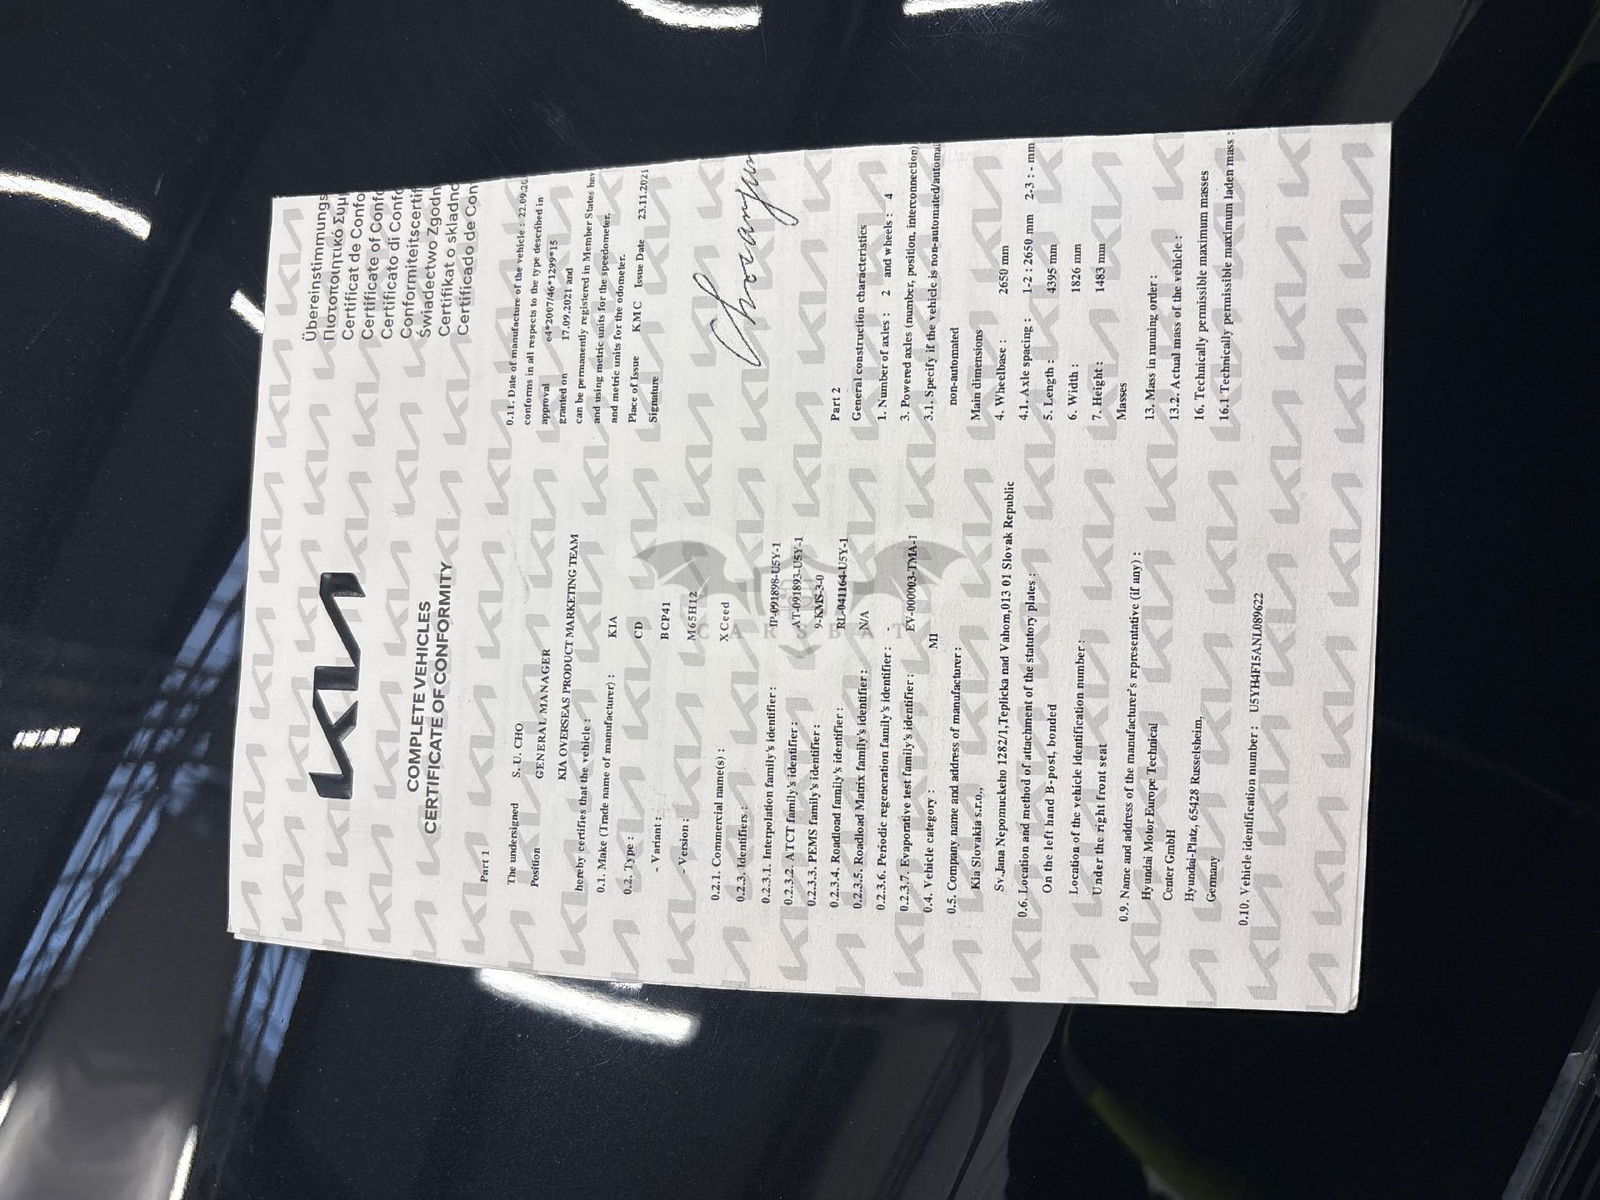 KIA
COMPLETE VEHICLES
CERTIFICATE OF CONFORMITY
Part 1
The undersigned S. U. CHO
Position GENERAL MANAGER
KIA OVERSEAS PRODUCT MARKETING TEAM
hereby certifies that the vehicle :
0.1. Make (Trade name of manufacturer) : KIA
0.2. Type : CD
- Variant : BCP41
- Version : M65H12
0.2.1. Commercial name(s) : XCeed
0.2.3. Identifiers :
0.2.3.1. Interpolation family's identifier : IP-091898-U5Y-1
0.2.3.2. ATCT family's identifier : AT-091893-U5Y-1
0.2.3.3. PEMS family's identifier : 9-KMS-3-0
0.2.3.4. Roadload family's identifier : RL-041164-U5Y-1
0.2.3.5. Roadload Matrix family's identifier : N/A
0.2.3.6. Periodic regeneration family's identifier : -
0.2.3.7. Evaporative test family's identifier : EV-000003-TMA-1
0.4. Vehicle category : M1
0.5. Company name and address of manufacturer :
Kia Slovakia s.r.o.,
Sv.Jana Nepomuckeho 1282/1,Teplicka nad Vahom,013 01 Slovak Republic
0.6. Location and method of attachment of the statutory plates :
On the left hand B-post, bonded
Location of the vehicle identification number :
Under the right front seat
0.9. Name and address of the manufacturer's representative (if any) :
Hyundai Motor Europe Technical
Center GmbH
Hyundai-Platz, 65428 Russelsheim,
Germany
0.10. Vehicle identification number : U5YH4F15ANL089622
Übereinstimmungs
Πιστοποιητικό Συμ
Certificat de Confo
Certificate of Confo
Certificato di Confo
Conformiteitscertif
Świadectwo Zgodn
Certifikat o skladno
Certificado de Con
0.11. Date of manufacture of the vehicle : 22.09.20
conforms in all respects to the type described in
approval e4*2007/46*1299*15
granted on 17.09.2021 and
can be permanently registered in Member States hav
and using metric units for the speedometer.
and metric units for the odometer.
Place of Issue KMC Issue Date 23.11.2021
Signature
Part 2
General construction characteristics
1. Number of axles : 2 and wheels : 4
3. Powered axles (number, position, interconnection)
3.1. Specify if the vehicle is non-automated/automa
non-automated
Main dimensions
4. Wheelbase : 2650 mm
4.1. Axle spacing : 1-2 : 2650 mm 2-3 : - mm
5. Length : 4395 mm
6. Width : 1826 mm
7. Height : 1483 mm
Masses
13. Mass in running order :
13.2. Actual mass of the vehicle :
16. Technically permissible maximum masses
16.1 Technically permissible maximum laden mass :
CARSBAT